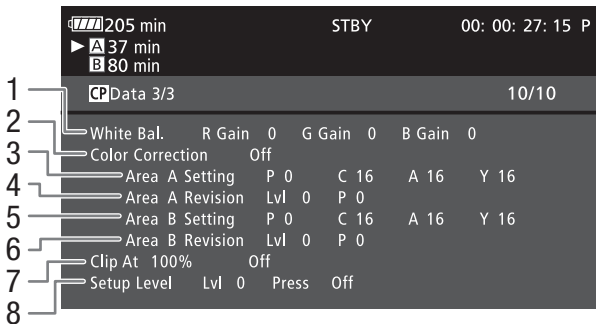 205 min STBY 00: 00: 27: 15 P
A 37 min
B 80 min
CP Data 3/3 10/10
1 White Bal. R Gain 0 G Gain 0 B Gain 0
2 Color Correction Off
3 Area A Setting P 0 C 16 A 16 Y 16
4 Area A Revision Lvl 0 P 0
5 Area B Setting P 0 C 16 A 16 Y 16
6 Area B Revision Lvl 0 P 0
7 Clip At 100% Off
8 Setup Level Lvl 0 Press Off